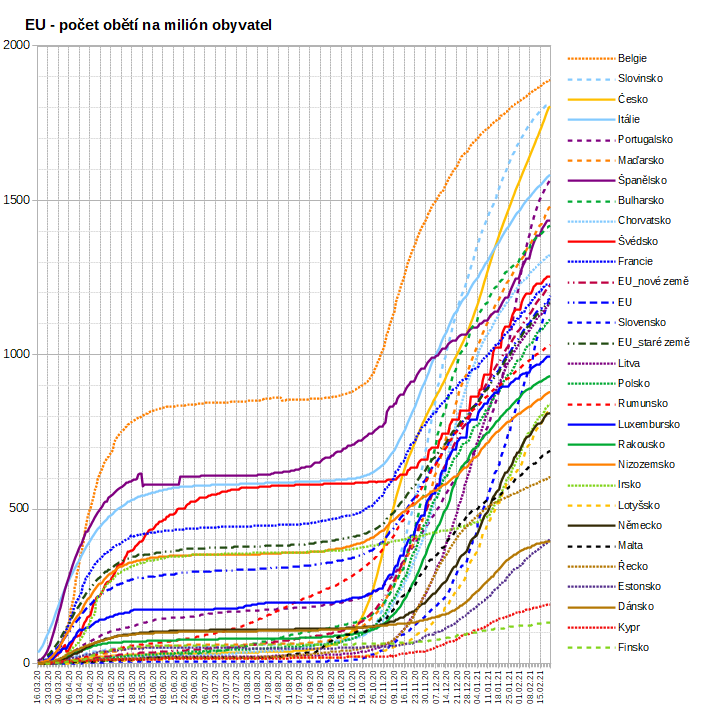 EU - počet obětí na milión obyvatel
2000
1500
1000
500
0
Belgie
Slovinsko
Česko
Itálie
Portugalsko
Maďarsko
Španělsko
Bulharsko
Chorvatsko
Švédsko
Francie
EU_nové země
EU
Slovensko
EU_staré země
Litva
Polsko
Rumunsko
Luxembursko
Rakousko
Nizozemsko
Irsko
Lotyšsko
Německo
Malta
Řecko
Estonsko
Dánsko
Kypr
Finsko
16.03.20
23.03.20
30.03.20
06.04.20
13.04.20
20.04.20
27.04.20
04.05.20
11.05.20
18.05.20
25.05.20
01.06.20
08.06.20
15.06.20
22.06.20
29.06.20
06.07.20
13.07.20
20.07.20
27.07.20
03.08.20
10.08.20
17.08.20
24.08.20
31.08.20
07.09.20
14.09.20
21.09.20
28.09.20
05.10.20
12.10.20
19.10.20
26.10.20
02.11.20
09.11.20
16.11.20
23.11.20
30.11.20
07.12.20
14.12.20
21.12.20
28.12.20
04.01.21
11.01.21
18.01.21
25.01.21
01.02.21
08.02.21
15.02.21